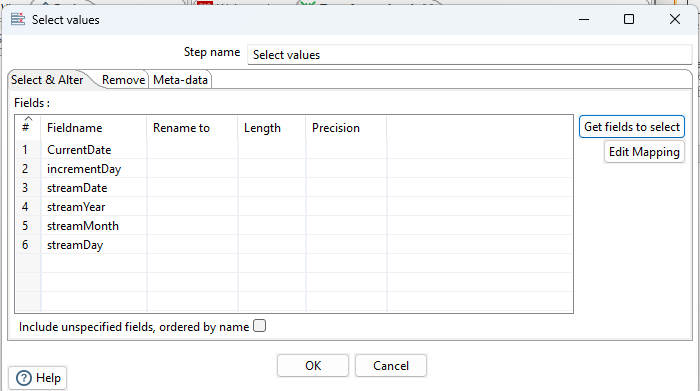 Select values
Step name Select values
Select & Alter Remove Meta-data
Fields :
# Fieldname Rename to Length Precision
Get fields to select
1 CurrentDate
Edit Mapping
2 incrementDay
3 streamDate
4 streamYear
5 streamMonth
6 streamDay
Include unspecified fields, ordered by name
OK Cancel
Help